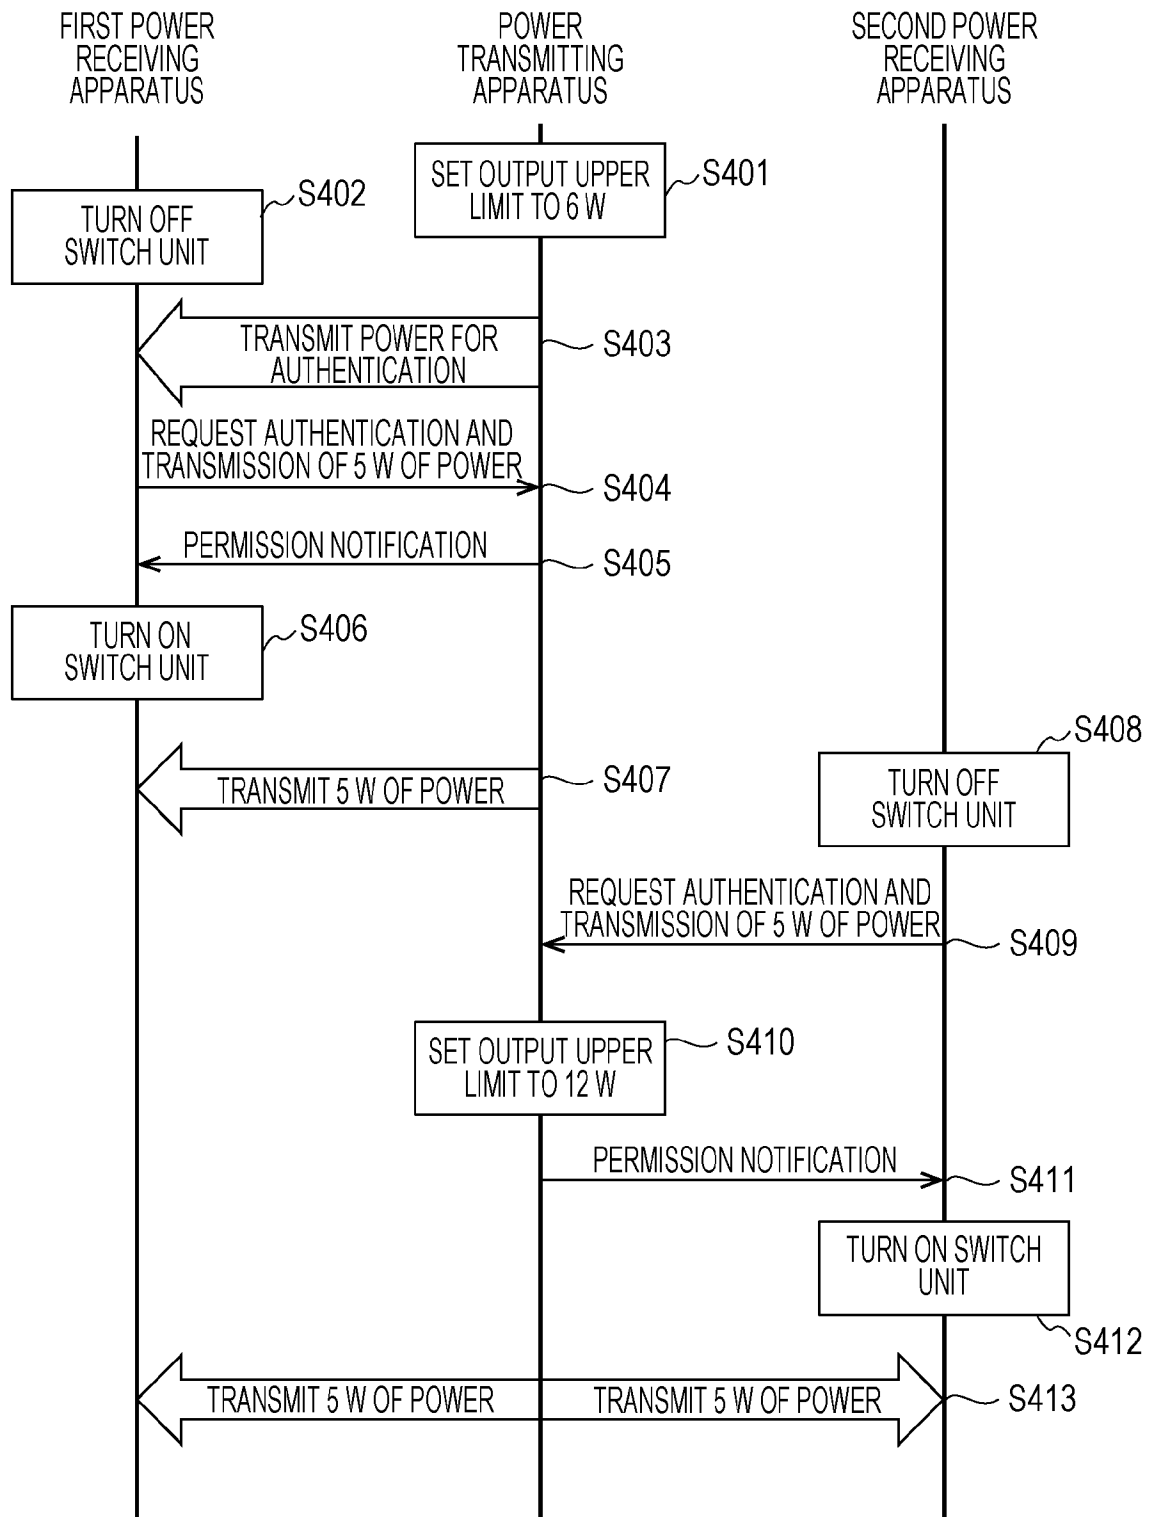 FIRST POWER
RECEIVING
APPARATUS
POWER
TRANSMITTING
APPARATUS
SECOND POWER
RECEIVING
APPARATUS
SET OUTPUT UPPER
LIMIT TO 6 W
S401
TURN OFF
SWITCH UNIT
S402
TRANSMIT POWER FOR
AUTHENTICATION
S403
REQUEST AUTHENTICATION AND
TRANSMISSION OF 5 W OF POWER
S404
PERMISSION NOTIFICATION
S405
TURN ON
SWITCH UNIT
S406
TRANSMIT 5 W OF POWER
S407
S408
TURN OFF
SWITCH UNIT
REQUEST AUTHENTICATION AND
TRANSMISSION OF 5 W OF POWER
S409
SET OUTPUT UPPER
LIMIT TO 12 W
S410
PERMISSION NOTIFICATION
S411
TURN ON SWITCH
UNIT
S412
TRANSMIT 5 W OF POWER
TRANSMIT 5 W OF POWER
S413